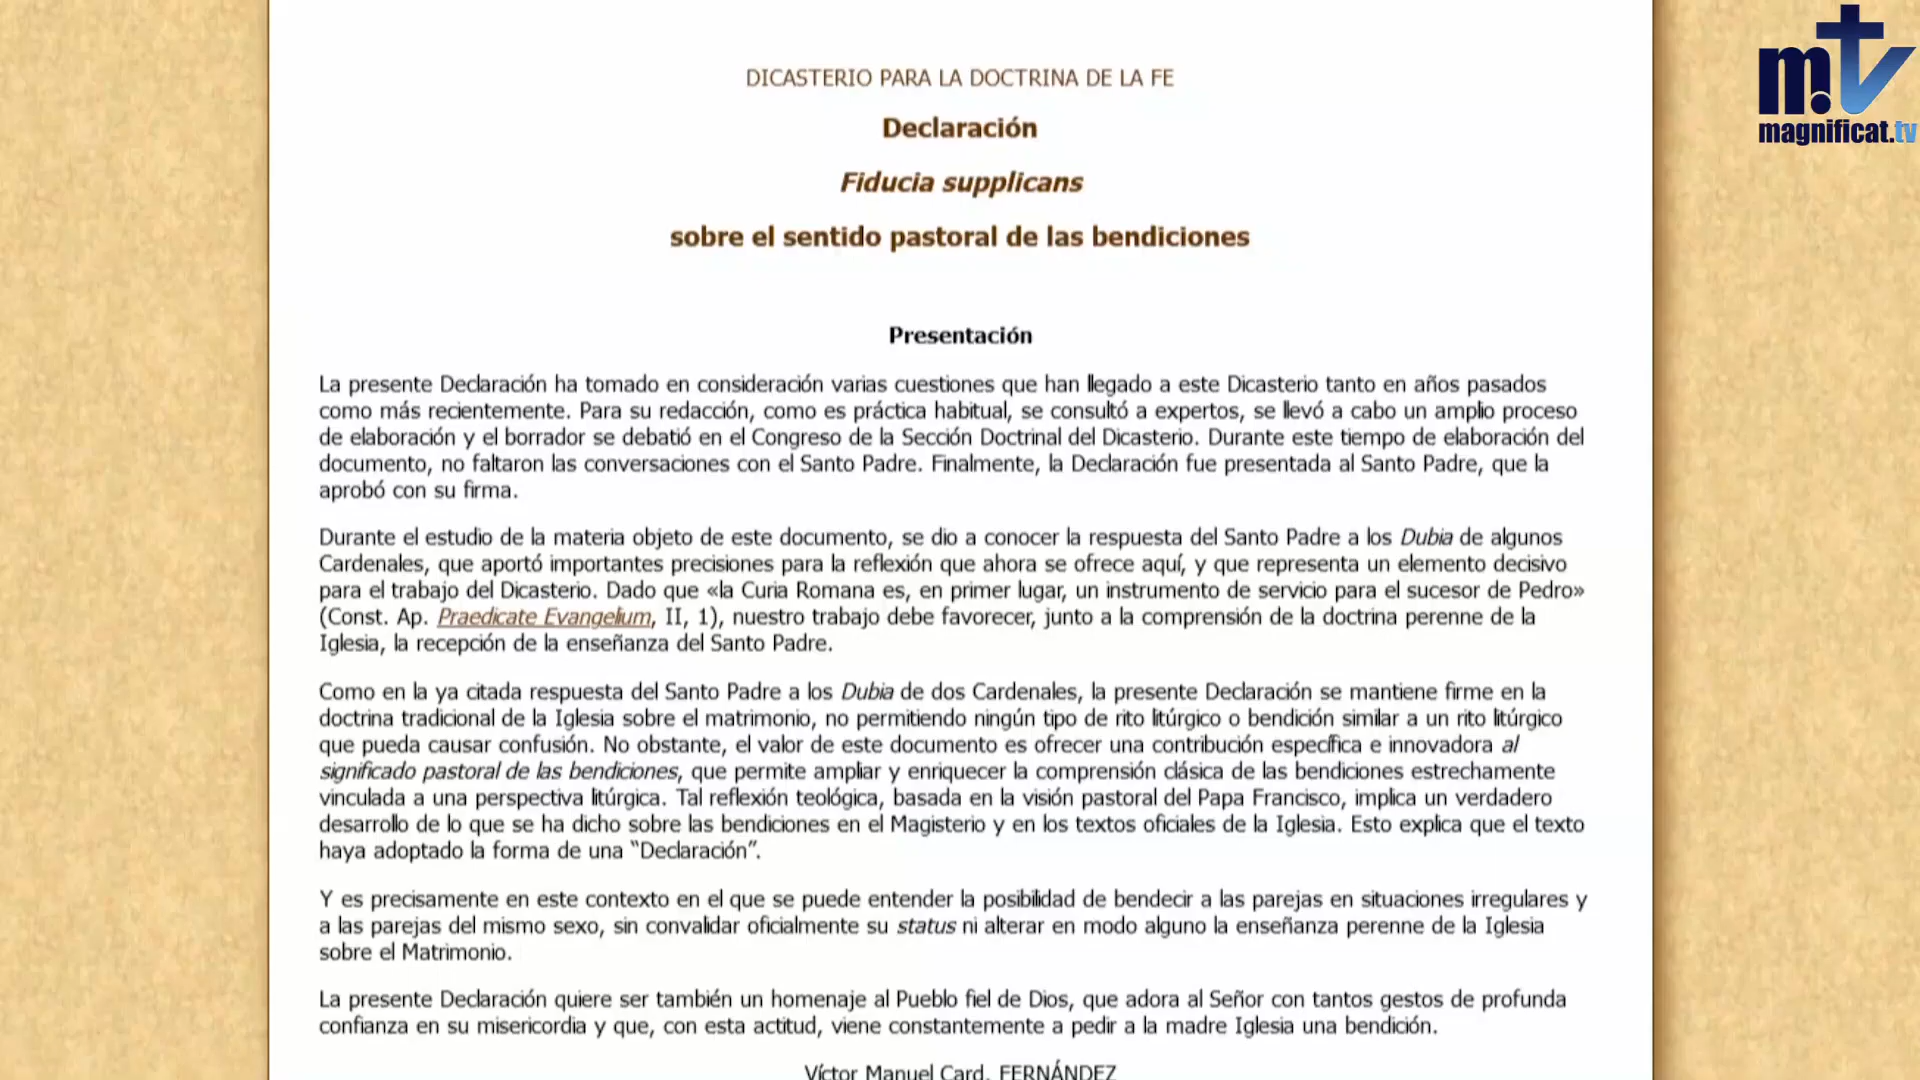 DICASTERIO PARA LA DOCTRINA DE LA FE
Declaración
Fiducia supplicans
sobre el sentido pastoral de las bendiciones
Presentación
La presente Declaración ha tomado en consideración varias cuestiones que han llegado a este Dicasterio tanto en años pasados
como más recientemente. Para su redacción, como es práctica habitual, se consultó a expertos, se llevó a cabo un amplio proceso
de elaboración y el borrador se debatió en el Congreso de la Sección Doctrinal del Dicasterio. Durante este tiempo de elaboración del
documento, no faltaron las conversaciones con el Santo Padre. Finalmente, la Declaración fue presentada al Santo Padre, que la
aprobó con su firma.
Durante el estudio de la materia objeto de este documento, se dio a conocer la respuesta del Santo Padre a los Dubia de algunos
Cardenales, que aportó importantes precisiones para la reflexión que ahora se ofrece aquí, y que representa un elemento decisivo
para el trabajo del Dicasterio. Dado que «la Curia Romana es, en primer lugar, un instrumento de servicio para el sucesor de Pedro»
(Const. Ap. Praedicate Evangelium, II, 1), nuestro trabajo debe favorecer, junto a la comprensión de la doctrina perenne de la
Iglesia, la recepción de la enseñanza del Santo Padre.
Como en la ya citada respuesta del Santo Padre a los Dubia de dos Cardenales, la presente Declaración se mantiene firme en la
doctrina tradicional de la Iglesia sobre el matrimonio, no permitiendo ningún tipo de rito litúrgico o bendición similar a un rito litúrgico
que pueda causar confusión. No obstante, el valor de este documento es ofrecer una contribución específica e innovadora al
significado pastoral de las bendiciones, que permite ampliar y enriquecer la comprensión clásica de las bendiciones estrechamente
vinculada a una perspectiva litúrgica. Tal reflexión teológica, basada en la visión pastoral del Papa Francisco, implica un verdadero
desarrollo de lo que se ha dicho sobre las bendiciones en el Magisterio y en los textos oficiales de la Iglesia. Esto explica que el texto
haya adoptado la forma de una “Declaración”.
Y es precisamente en este contexto en el que se puede entender la posibilidad de bendecir a las parejas en situaciones irregulares y
a las parejas del mismo sexo, sin convalidar oficialmente su status ni alterar en modo alguno la enseñanza perenne de la Iglesia
sobre el Matrimonio.
La presente Declaración quiere ser también un homenaje al Pueblo fiel de Dios, que adora al Señor con tantos gestos de profunda
confianza en su misericordia y que, con esta actitud, viene constantemente a pedir a la madre Iglesia una bendición.
Víctor Manuel Card. FERNÁNDEZ
m.tv
magnificat.tv